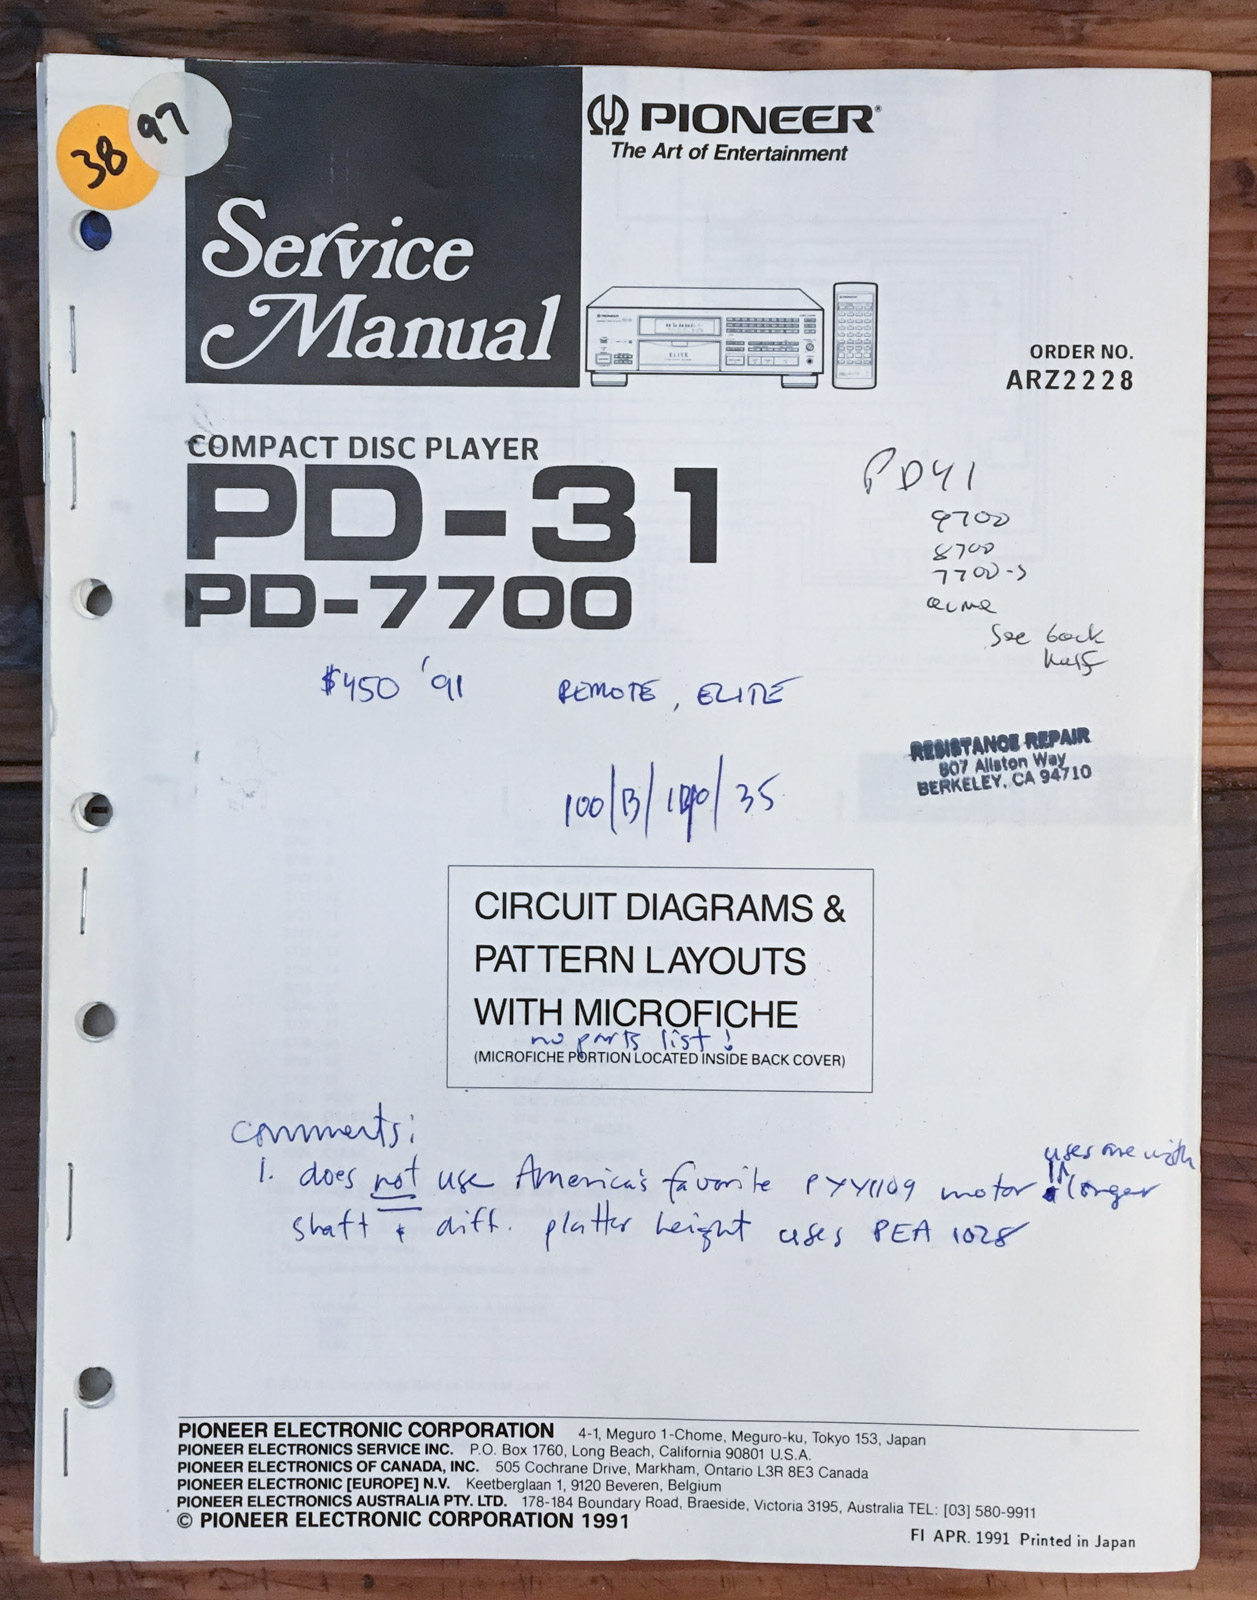 38
97
Service
Manual
PIONEER®
The Art of Entertainment
PIONEER
ELITE
PIONEER
ORDER NO.
ARZ2228
COMPACT DISC PLAYER
PD-31
PD-7700
PD41
9700
8700
7700-S
See back
half
$450 '91 REMOTE, ELITE
RESISTANCE REPAIR
807 Allston Way
BERKELEY, CA 94710
100/B/ /35
CIRCUIT DIAGRAMS &
PATTERN LAYOUTS
WITH MICROFICHE
no parts list!
(MICROFICHE PORTION LOCATED INSIDE BACK COVER)
comments:
uses one with
1. does not use America's favorite PYY1109 motor longer
shaft & diff. platter height uses PEA 1028
PIONEER ELECTRONIC CORPORATION 4-1, Meguro 1-Chome, Meguro-ku, Tokyo 153, Japan
PIONEER ELECTRONICS SERVICE INC. P.O. Box 1760, Long Beach, California 90801 U.S.A.
PIONEER ELECTRONICS OF CANADA, INC. 505 Cochrane Drive, Markham, Ontario L3R 8E3 Canada
PIONEER ELECTRONIC [EUROPE] N.V. Keetberglaan 1, 9120 Beveren, Belgium
PIONEER ELECTRONICS AUSTRALIA PTY. LTD. 178-184 Boundary Road, Braeside, Victoria 3195, Australia TEL: [03] 580-9911
© PIONEER ELECTRONIC CORPORATION 1991
FI APR. 1991 Printed in Japan